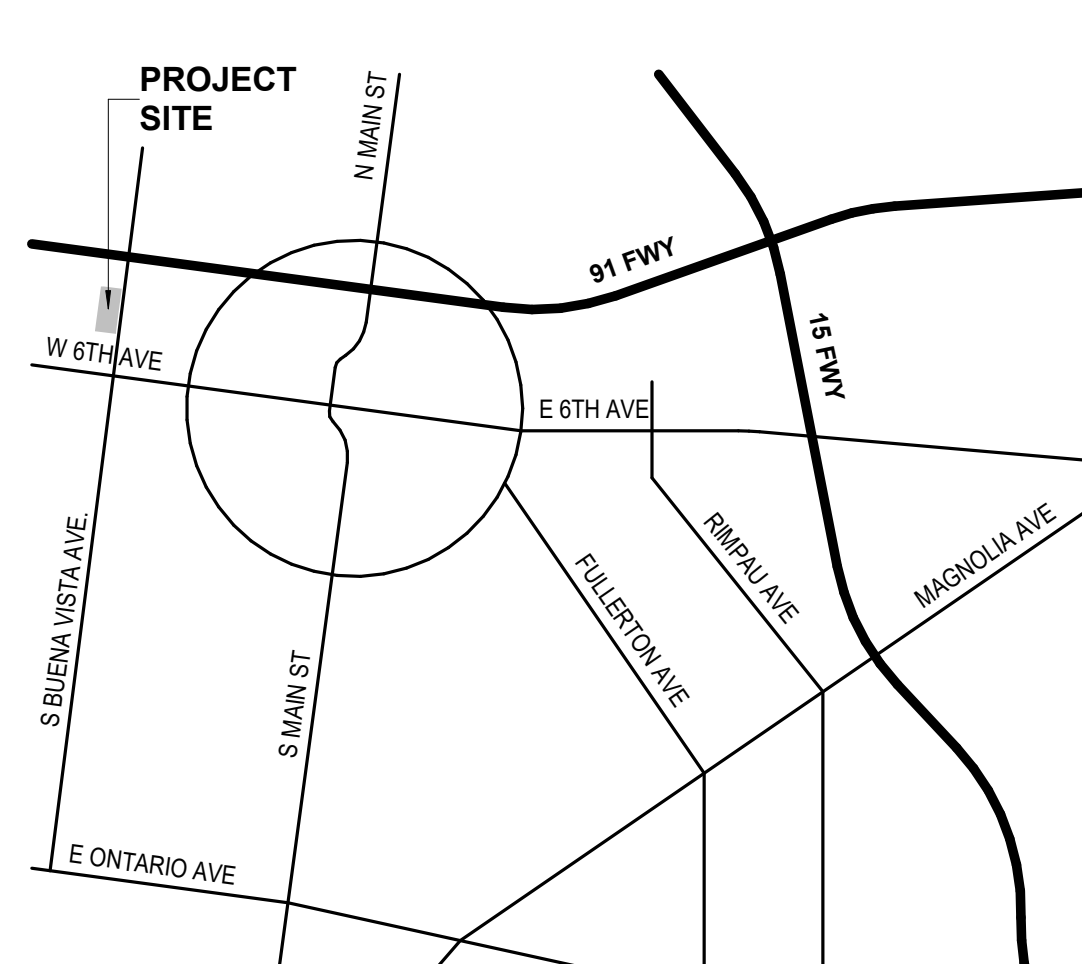 PROJECT
SITE
N MAIN ST
91 FWY
15 FWY
W 6TH AVE
E 6TH AVE
RIMPAU AVE
MAGNOLIA AVE
FULLERTON AVE
S BUENA VISTA AVE.
S MAIN ST
E ONTARIO AVE